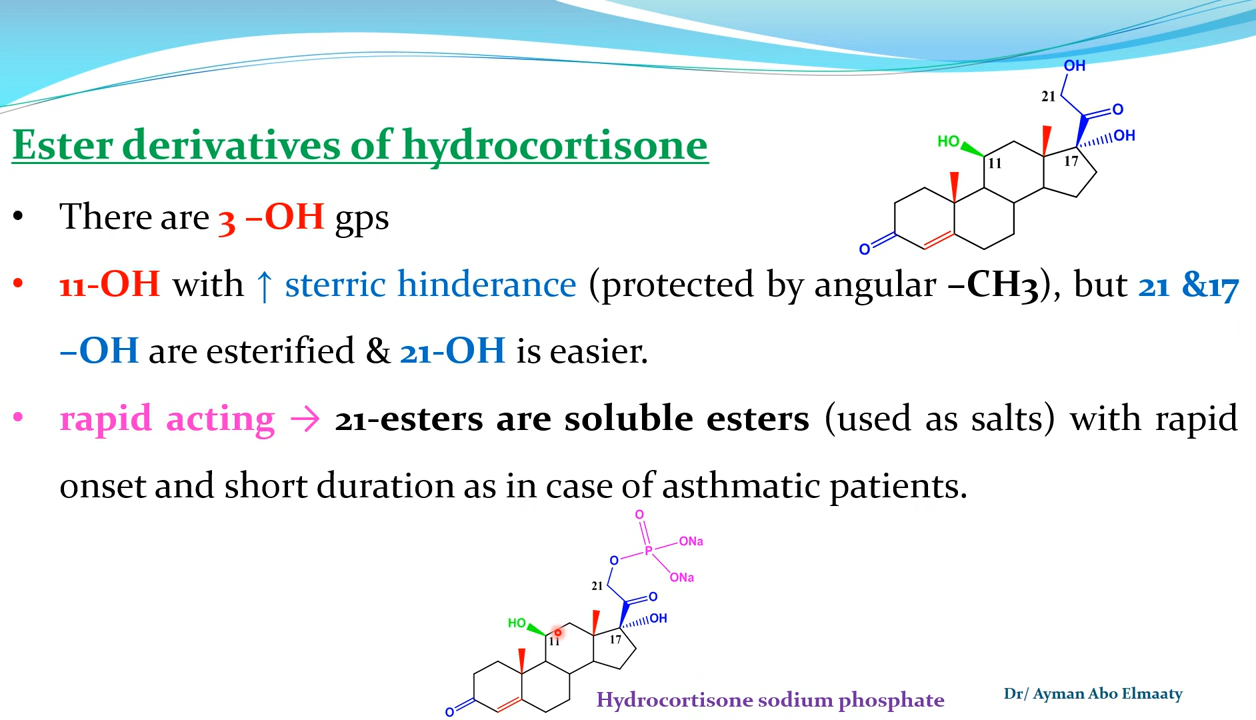 OH
21
O
HO
OH
11
17
O
Ester derivatives of hydrocortisone
• There are 3 –OH gps
• 11-OH with ↑ sterric hinderance (protected by angular –CH3), but 21 &17
–OH are esterified & 21-OH is easier.
• rapid acting → 21-esters are soluble esters (used as salts) with rapid
onset and short duration as in case of asthmatic patients.
O
ONa
P
O
ONa
21
O
HO
OH
11
17
O
Hydrocortisone sodium phosphate
Dr/ Ayman Abo Elmaaty